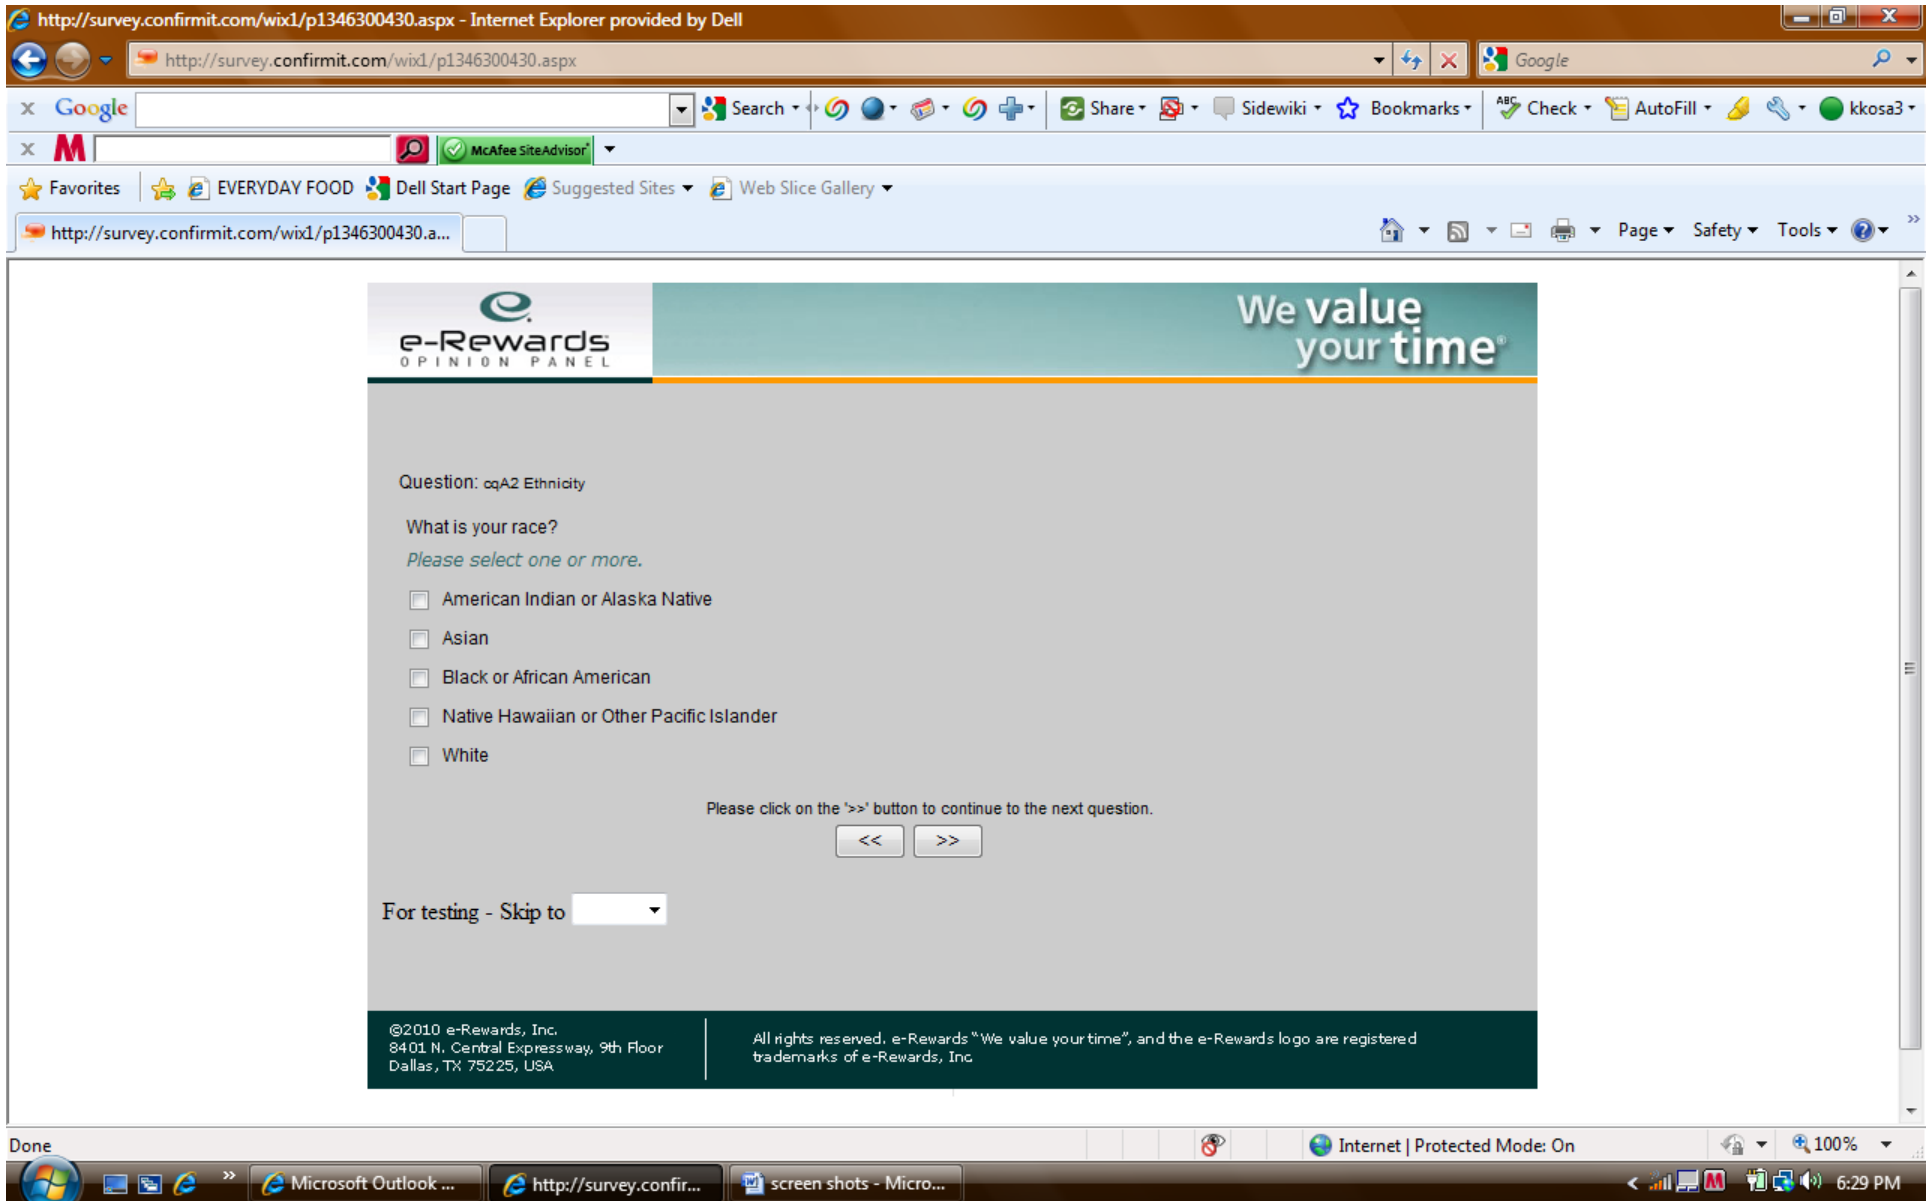 http://survey.confirmit.com/wix1/p1346300430.aspx - Internet Explorer provided by Dell
http://survey.confirmit.com/wix1/p1346300430.aspx
Google
x Google
Search
Share
Sidewiki
Bookmarks
ABC Check
AutoFill
kkosa3
x M
McAfee SiteAdvisor
Favorites
EVERYDAY FOOD
Dell Start Page
Suggested Sites
Web Slice Gallery
http://survey.confirmit.com/wix1/p1346300430.a...
Page
Safety
Tools
e-Rewards
OPINION PANEL
We value
your time®
Question: cqA2 Ethnicity
What is your race?
Please select one or more.
American Indian or Alaska Native
Asian
Black or African American
Native Hawaiian or Other Pacific Islander
White
Please click on the '>>' button to continue to the next question.
<< >>
For testing - Skip to
©2010 e-Rewards, Inc.
8401 N. Central Expressway, 9th Floor
Dallas, TX 75225, USA
All rights reserved. e-Rewards "We value your time", and the e-Rewards logo are registered
trademarks of e-Rewards, Inc.
Done
Internet | Protected Mode: On
100%
Microsoft Outlook ...
http://survey.confir...
screen shots - Micro...
6:29 PM